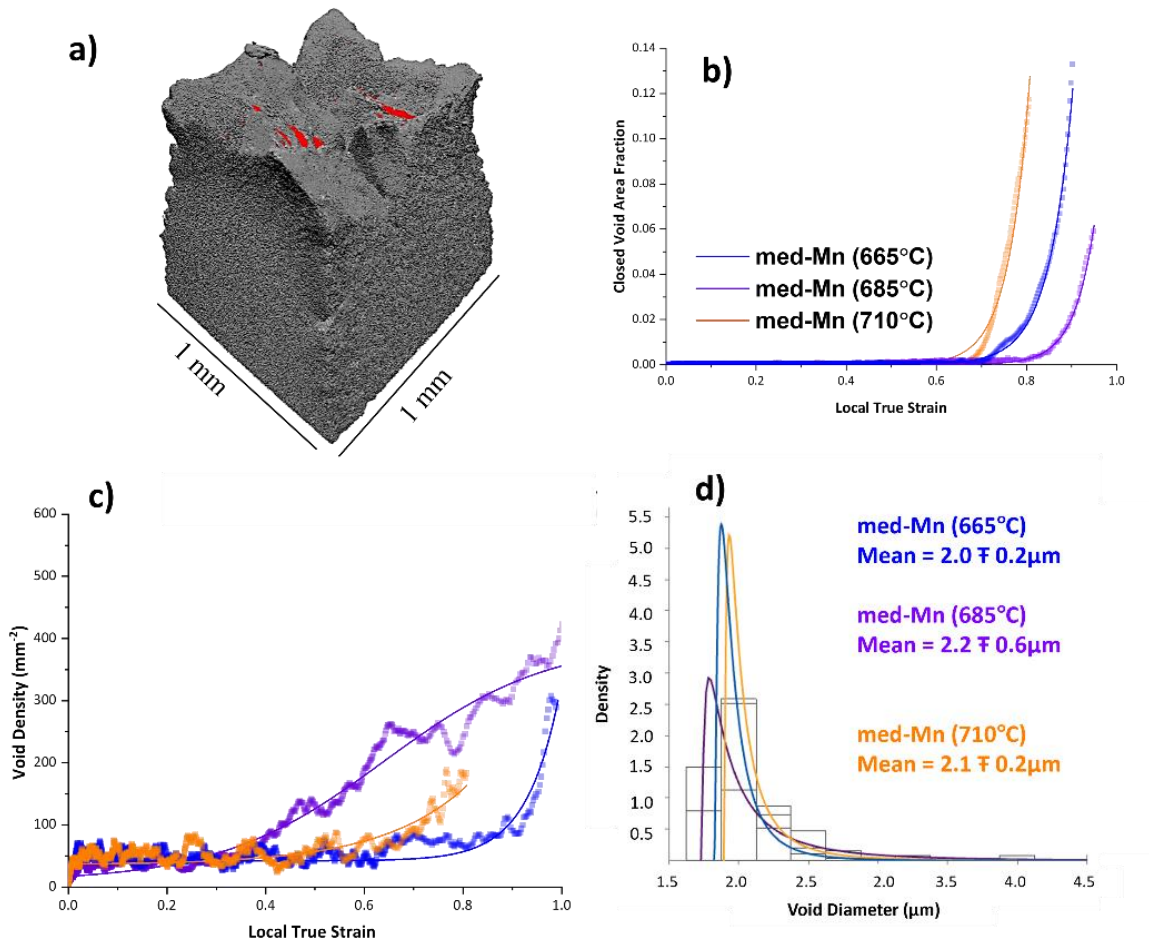 a)
1 mm
1 mm
b)
0.14
0.12
0.10
0.08
0.06
0.04
0.02
0.00
Closed Void Area Fraction
med-Mn (665°C)
med-Mn (685°C)
med-Mn (710°C)
0.0 0.2 0.4 0.6 0.8 1.0
Local True Strain
c)
600
500
400
300
200
100
0
Void Density (mm⁻²)
0.0 0.2 0.4 0.6 0.8 1.0
Local True Strain
d)
5.5
5.0
4.5
4.0
3.5
3.0
2.0
1.5
1.0
0.5
Density
med-Mn (665°C)
Mean = 2.0 Ŧ 0.2µm
med-Mn (685°C)
Mean = 2.2 Ŧ 0.6µm
med-Mn (710°C)
Mean = 2.1 Ŧ 0.2µm
1.5 2.0 2.5 2.0 3.5 4.0 4.5
Void Diameter (µm)